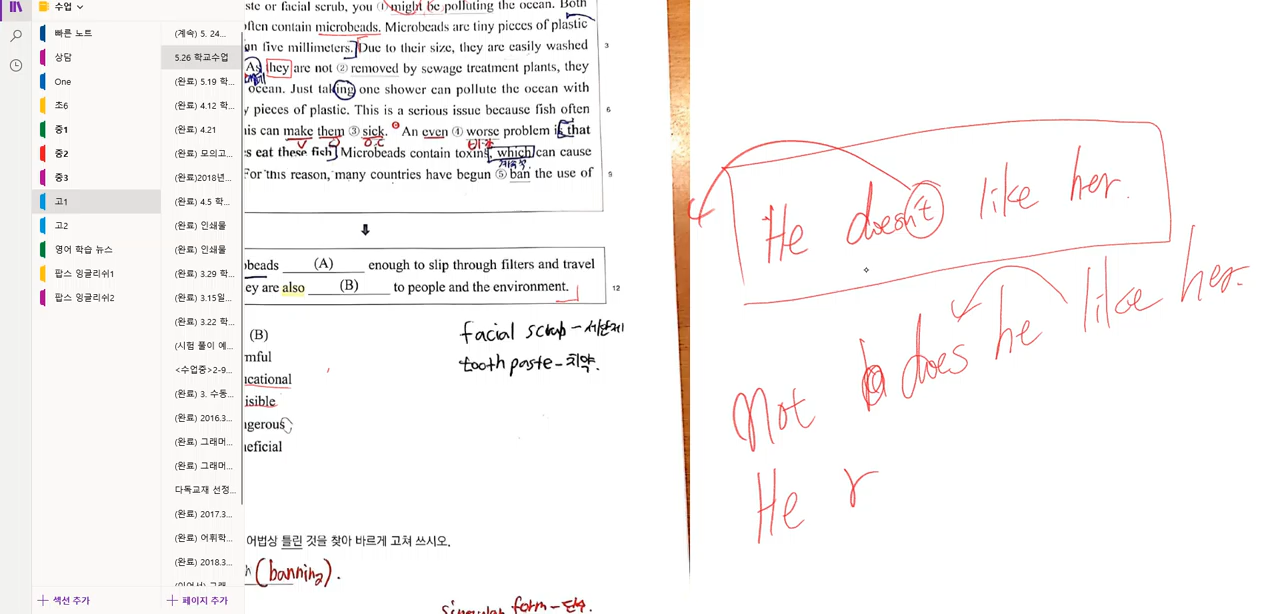 수업
빠른 노트
상담
One
초6
중1
중2
중3
고1
고2
영어 학습 뉴스
팝스 잉글리쉬1
팝스 잉글리쉬2
섹션 추가
(계속) 5. 24...
5.26 학교수업
(완료) 5.19 학...
(완료) 4.12 학...
(완료) 4.21
(완료) 모의고...
(완료)2018년...
(완료) 4.5 학...
(완료) 인쇄물
(완료) 인쇄물
(완료) 3.29 학...
(완료) 3.15일...
(완료) 3.22 학...
(시험 풀이 예...
<수업중>2-9...
(완료) 3. 수동...
(완료) 2016.3...
(완료) 그래머...
(완료) 그래머...
다독교재 선정...
(완료) 2017.3...
(완료) 어휘학...
(완료) 2018.3...
페이지 추가
ste or facial scrub, you ① might be polluting the ocean. Both
often contain microbeads. Microbeads are tiny pieces of plastic
an five millimeters. Due to their size, they are easily washed 3
As they are not ② removed by sewage treatment plants, they
ocean. Just taking one shower can pollute the ocean with
y pieces of plastic. This is a serious issue because fish often 6
his can make them ③ sick. An even ④ worse problem is that
V O O.C 비교
s eat these fish. Microbeads contain toxins, which can cause
For this reason, many countries have begun ⑤ ban the use of 9
obeads (A) enough to slip through filters and travel
ey are also (B) to people and the environment. 12
(B)
mful
ucational
isible
ngerous
neficial
facial scrub - 세안제
tooth paste - 치약.
어법상 틀린 것을 찾아 바르게 고쳐 쓰시오.
(banning).
singular form - 단수.
He doesn't like her.
Not does he like her.
He r